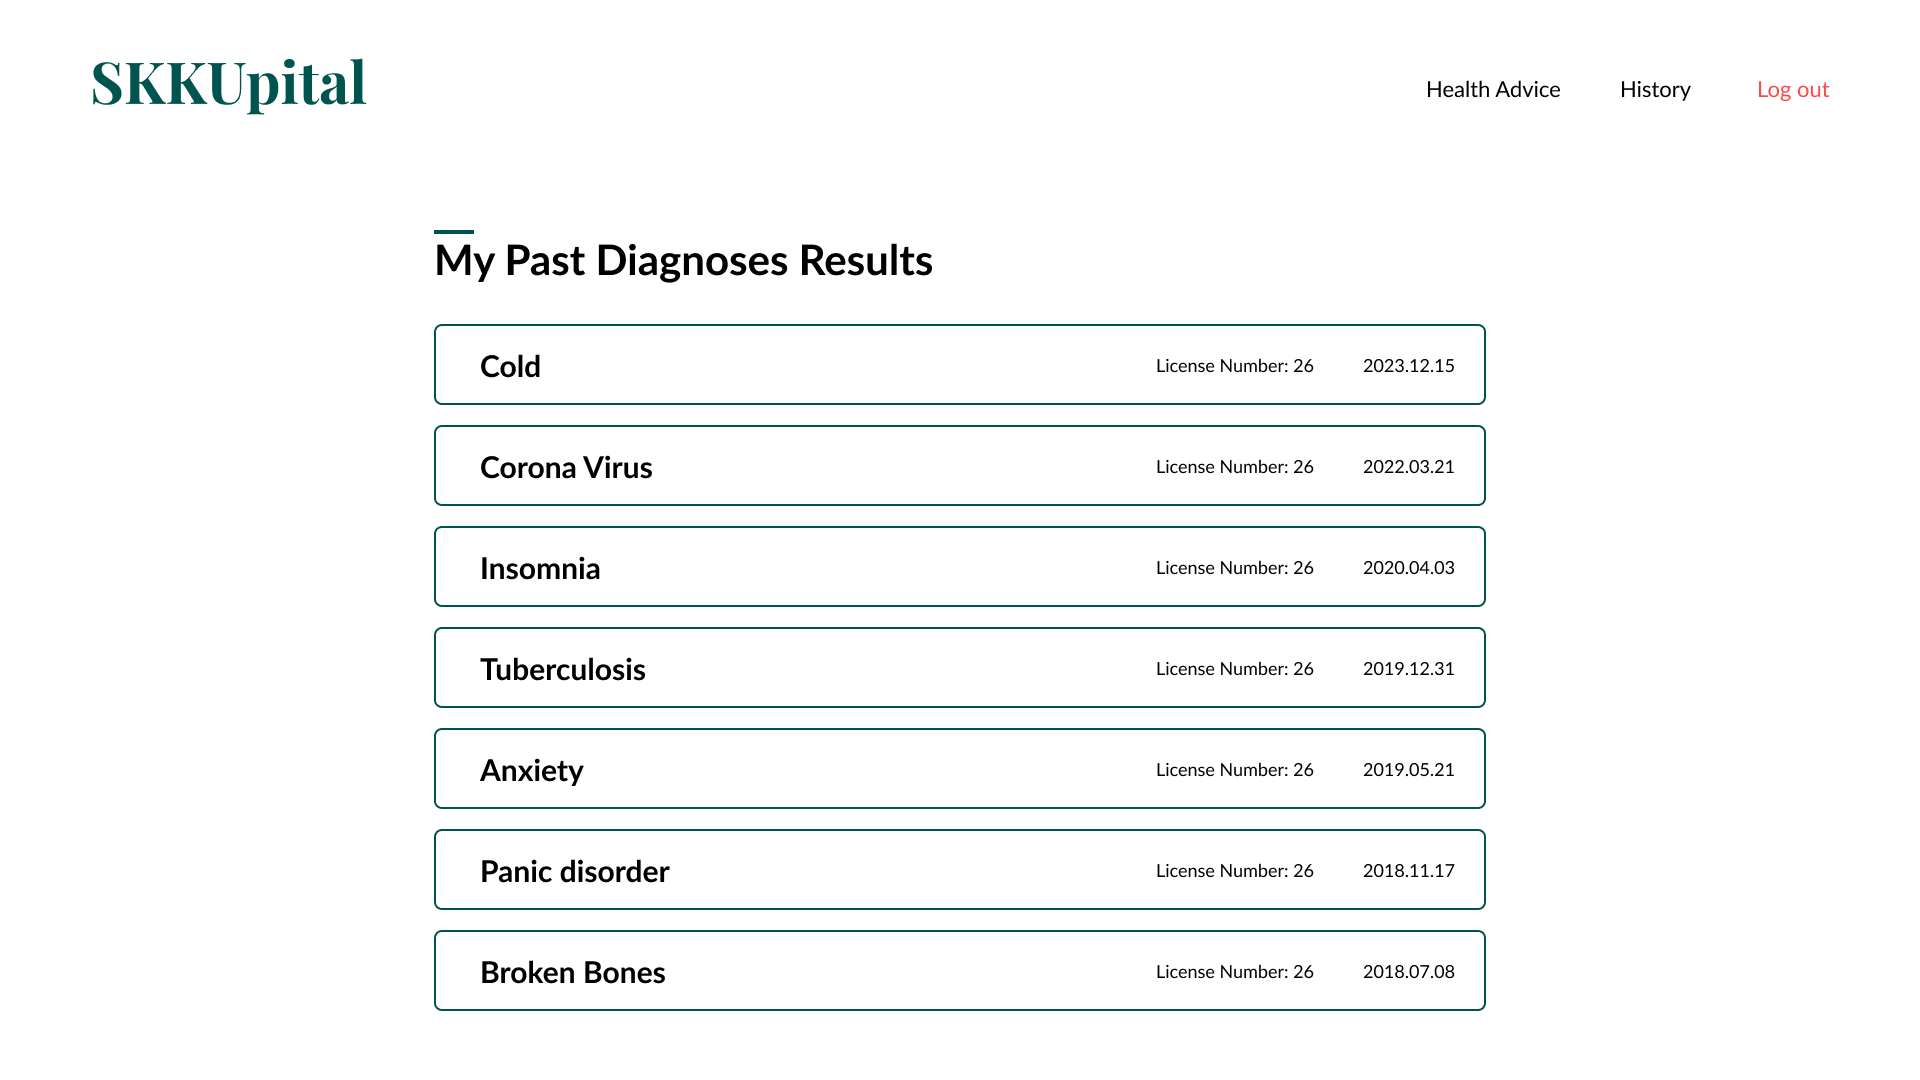 SKKUpital
Health Advice History Log out
My Past Diagnoses Results
Cold License Number: 26 2023.12.15
Corona Virus License Number: 26 2022.03.21
Insomnia License Number: 26 2020.04.03
Tuberculosis License Number: 26 2019.12.31
Anxiety License Number: 26 2019.05.21
Panic disorder License Number: 26 2018.11.17
Broken Bones License Number: 26 2018.07.08